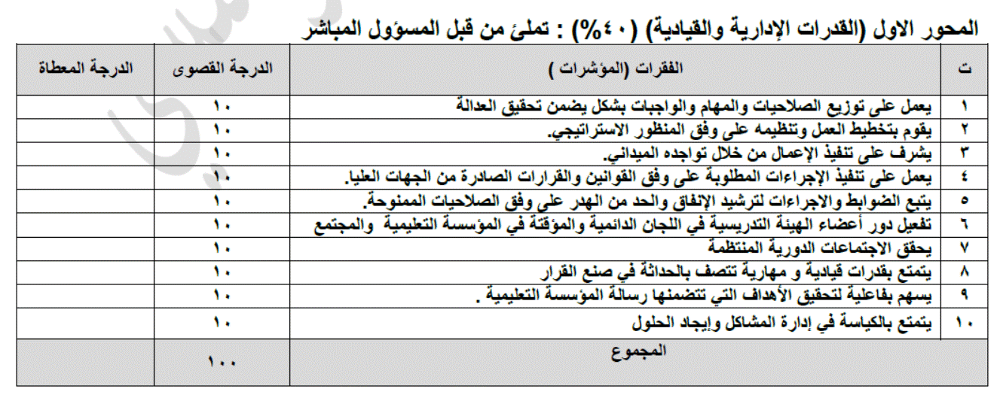 المحور الاول (القدرات الإدارية والقيادية) (٤٠%) : تملئ من قبل المسؤول المباشر
ت الفقرات (المؤشرات ) الدرجة القصوى الدرجة المعطاة
١ يعمل على توزيع الصلاحيات والمهام والواجبات بشكل يضمن تحقيق العدالة ١٠
٢ يقوم بتخطيط العمل وتنظيمه على وفق المنظور الاستراتيجي. ١٠
٣ يشرف على تنفيذ الإعمال من خلال تواجده الميداني. ١٠
٤ يعمل على تنفيذ الإجراءات المطلوبة على وفق القوانين والقرارات الصادرة من الجهات العليا. ١٠
٥ يتبع الضوابط والاجراءات لترشيد الإنفاق والحد من الهدر على وفق الصلاحيات الممنوحة. ١٠
٦ تفعيل دور أعضاء الهيئة التدريسية في اللجان الدائمية والمؤقتة في المؤسسة التعليمية والمجتمع ١٠
٧ يحقق الاجتماعات الدورية المنتظمة ١٠
٨ يتمتع بقدرات قيادية و مهارية تتصف بالحداثة في صنع القرار ١٠
٩ يسهم بفاعلية لتحقيق الأهداف التي تتضمنها رسالة المؤسسة التعليمية . ١٠
١٠ يتمتع بالكياسة في إدارة المشاكل وإيجاد الحلول ١٠
المجموع ١٠٠